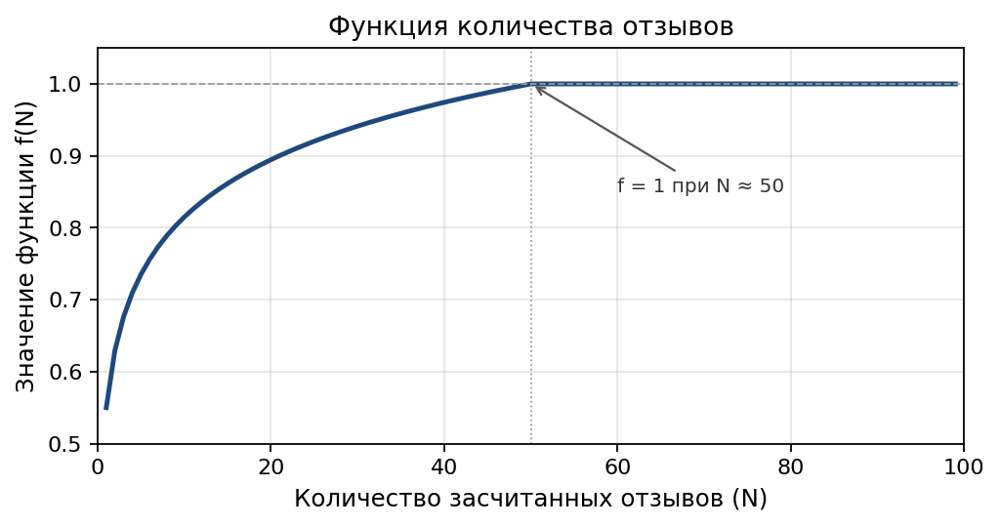 Функция количества отзывов
Значение функции f(N)
1.0
0.9
0.8
0.7
0.6
0.5
f = 1 при N ≈ 50
0 20 40 60 80 100
Количество засчитанных отзывов (N)